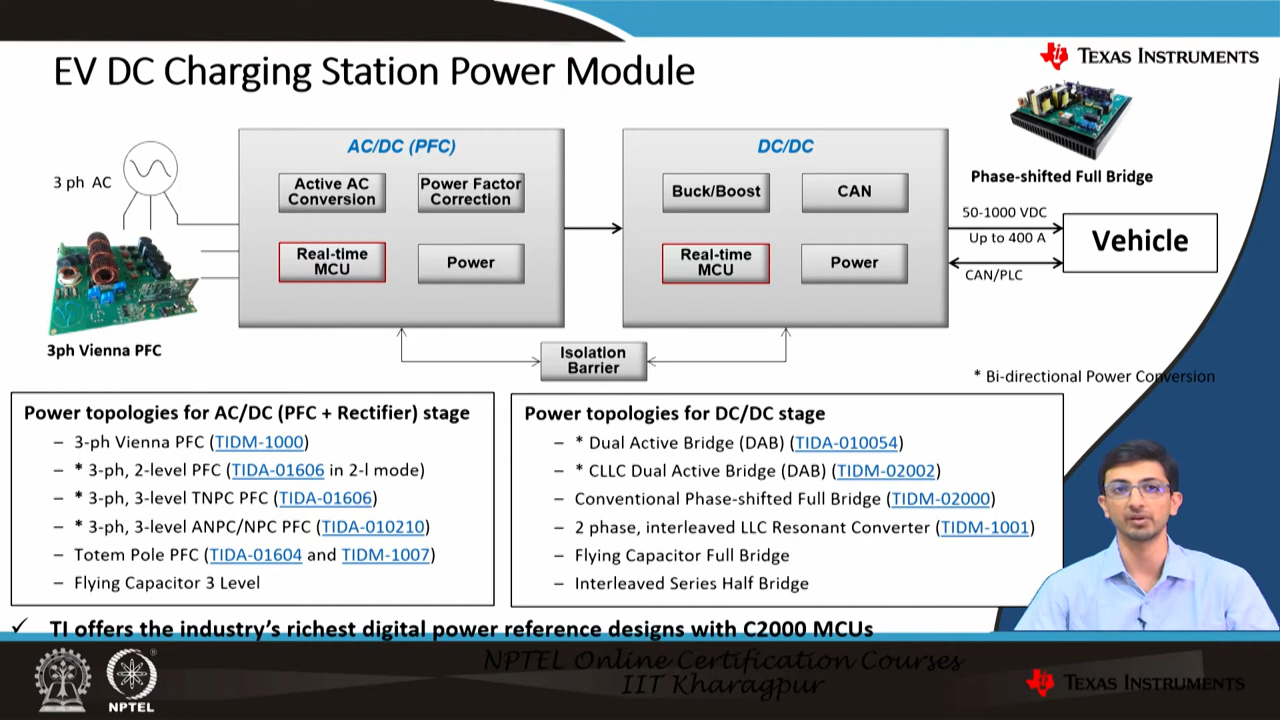 EV DC Charging Station Power Module
TEXAS INSTRUMENTS
3 ph AC
AC/DC (PFC)
Active AC
Conversion
Power Factor
Correction
Real-time
MCU
Power
DC/DC
Buck/Boost
CAN
Real-time
MCU
Power
Phase-shifted Full Bridge
50-1000 VDC
Up to 400 A
CAN/PLC
Vehicle
3ph Vienna PFC
Isolation
Barrier
* Bi-directional Power Conversion
Power topologies for AC/DC (PFC + Rectifier) stage
– 3-ph Vienna PFC (TIDM-1000)
– * 3-ph, 2-level PFC (TIDA-01606 in 2-l mode)
– * 3-ph, 3-level TNPC PFC (TIDA-01606)
– * 3-ph, 3-level ANPC/NPC PFC (TIDA-010210)
– Totem Pole PFC (TIDA-01604 and TIDM-1007)
– Flying Capacitor 3 Level
Power topologies for DC/DC stage
– * Dual Active Bridge (DAB) (TIDA-010054)
– * CLLC Dual Active Bridge (DAB) (TIDM-02002)
– Conventional Phase-shifted Full Bridge (TIDM-02000)
– 2 phase, interleaved LLC Resonant Converter (TIDM-1001)
– Flying Capacitor Full Bridge
– Interleaved Series Half Bridge
✓ TI offers the industry's richest digital power reference designs with C2000 MCUs
NPTEL Online Certification Courses
IIT Kharagpur
NPTEL
TEXAS INSTRUMENTS